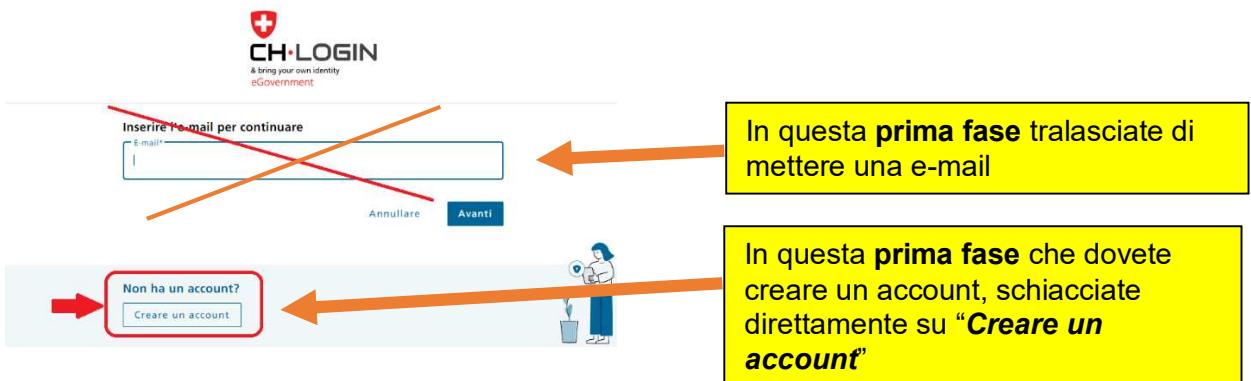 CH·LOGIN
& bring your own identity
eGovernment
Inserire l'e-mail per continuare
E-mail*
Annullare
Avanti
In questa prima fase tralasciate di
mettere una e-mail
Non ha un account?
Creare un account
In questa prima fase che dovete
creare un account, schiacciate
direttamente su “Creare un
account”